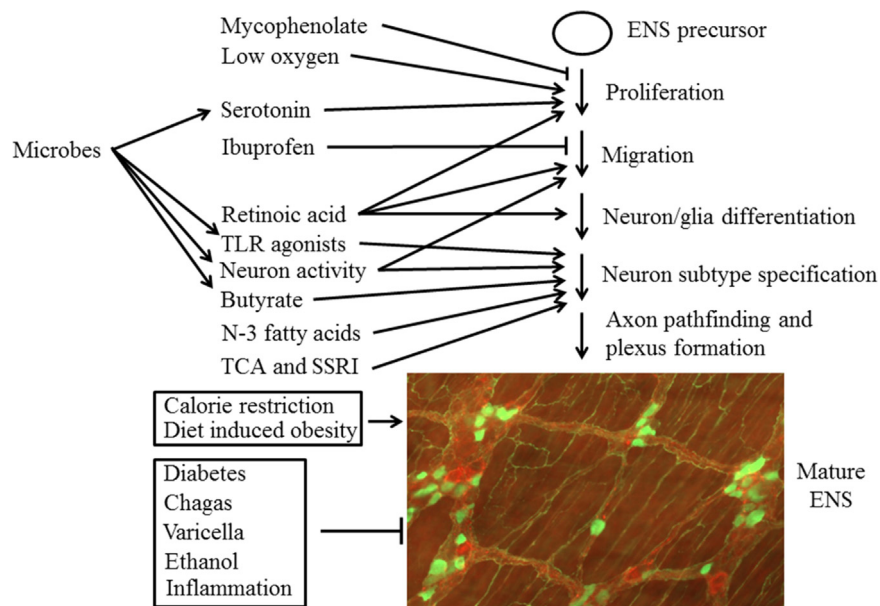 Mycophenolate
ENS precursor
Low oxygen
Proliferation
Serotonin
Microbes
Ibuprofen
Migration
Retinoic acid
Neuron/glia differentiation
TLR agonists
Neuron activity
Neuron subtype specification
Butyrate
N-3 fatty acids
Axon pathfinding and
plexus formation
TCA and SSRI
Calorie restriction
Diet induced obesity
Diabetes
Chagas
Varicella
Ethanol
Inflammation
Mature
ENS